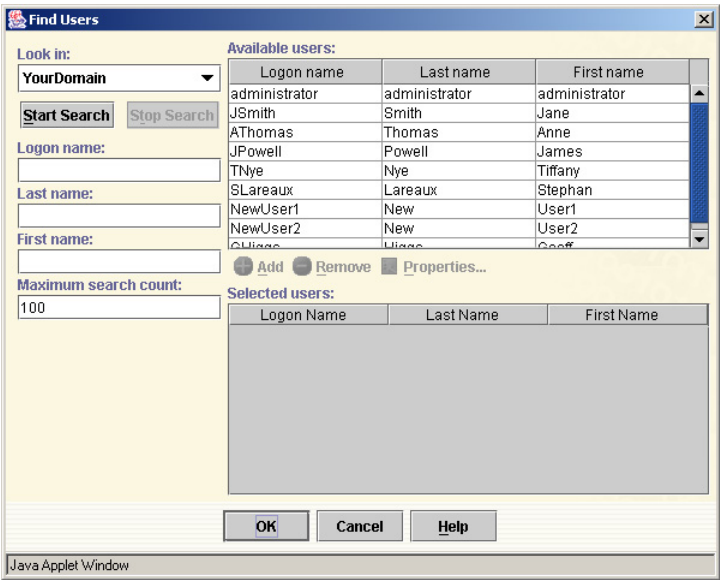 Find Users
Look in:
YourDomain
Start Search Stop Search
Logon name:
Last name:
First name:
Maximum search count:
100
Available users:
Logon name Last name First name
administrator administrator administrator
JSmith Smith Jane
AThomas Thomas Anne
JPowell Powell James
TNye Nye Tiffany
SLareaux Lareaux Stephan
NewUser1 New User1
NewUser2 New User2
GHiggs Higgs Geoff
Add Remove Properties...
Selected users:
Logon Name Last Name First Name
OK Cancel Help
Java Applet Window